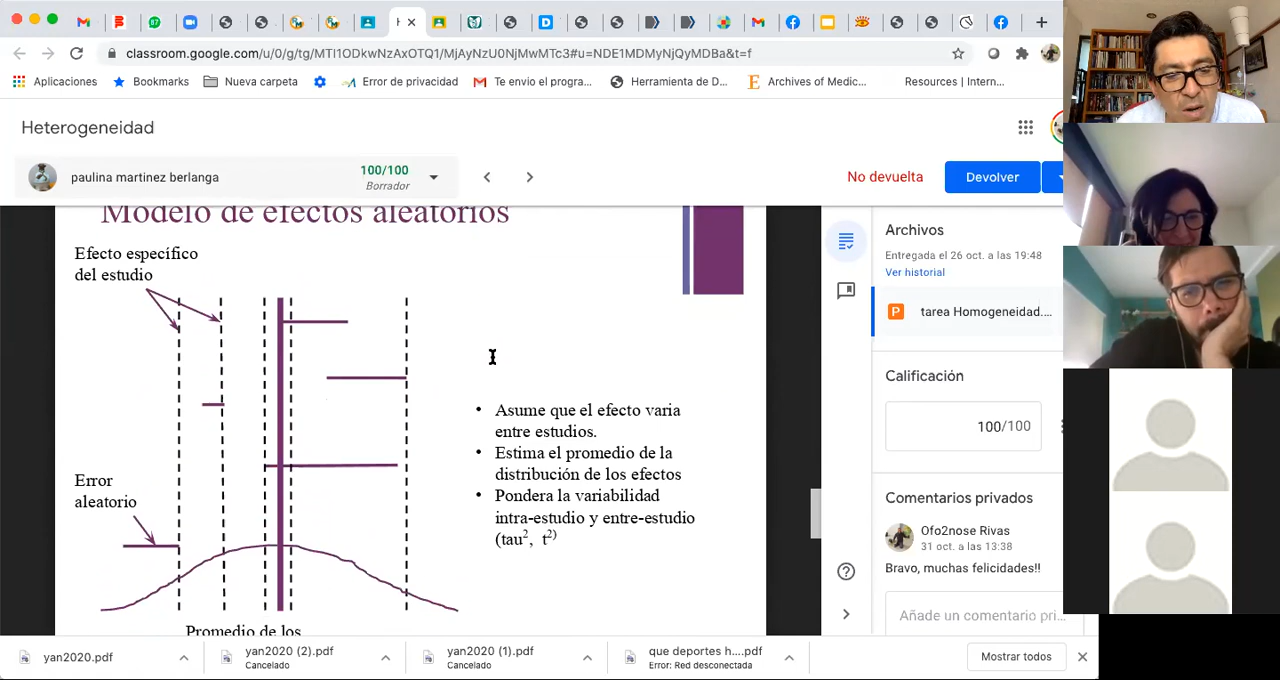 classroom.google.com/u/0/g/tg/MTI1ODkwNzAxOTQ1/MjAyNzU0NjMwMTc3#u=NDE1MDMyNjQyMDBa&t=f
Aplicaciones
Bookmarks
Nueva carpeta
Error de privacidad
Te envio el progra...
Herramienta de D...
Archives of Medic...
Resources | Intern...
Heterogeneidad
paulina martinez berlanga
100/100
Borrador
No devuelta
Devolver
Modelo de efectos aleatorios
Efecto específico
del estudio
Error
aleatorio
Promedio de los
• Asume que el efecto varia
entre estudios.
• Estima el promedio de la
distribución de los efectos
• Pondera la variabilidad
intra-estudio y entre-estudio
(tau², t²)
Archivos
Entregada el 26 oct. a las 19:48
Ver historial
P
tarea Homogeneidad....
Calificación
100/100
Comentarios privados
Ofo2nose Rivas
31 oct. a las 13:38
Bravo, muchas felicidades!!
Añade un comentario pri...
yan2020.pdf
yan2020 (2).pdf
Cancelado
yan2020 (1).pdf
Cancelado
que deportes h....pdf
Error: Red desconectada
Mostrar todos